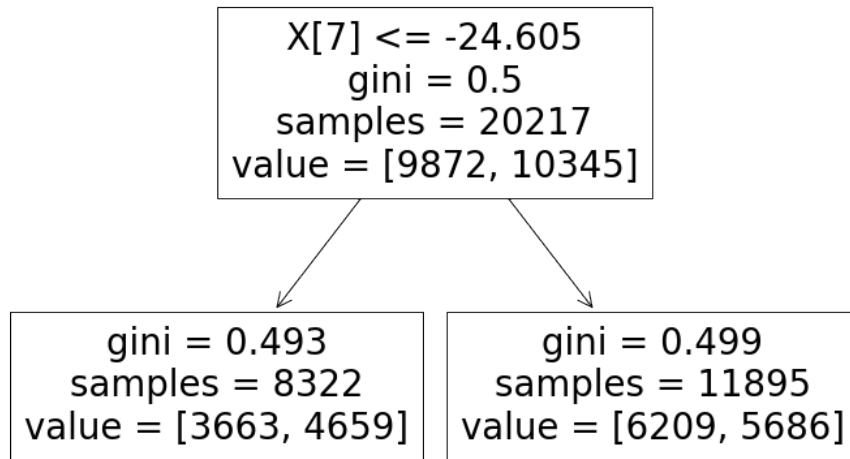 X[7] <= -24.605
gini = 0.5
samples = 20217
value = [9872, 10345]
gini = 0.493
samples = 8322
value = [3663, 4659]
gini = 0.499
samples = 11895
value = [6209, 5686]